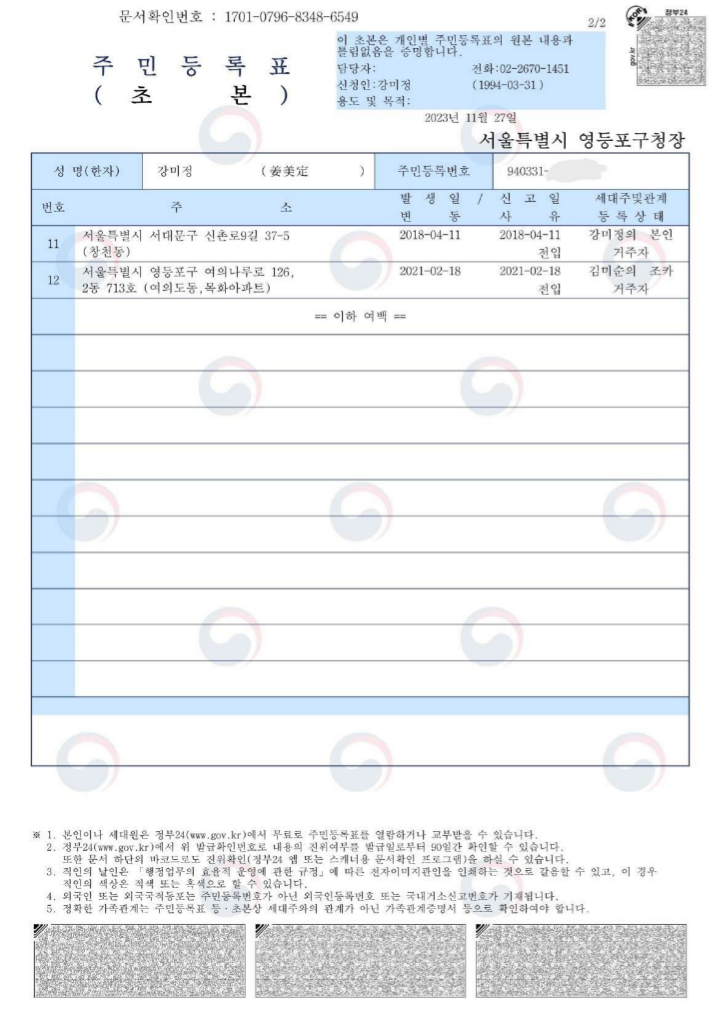 문서확인번호 : 1701-0796-8348-6549
2/2
정부24
gov.kr
주 민 등 록 표
( 초 본 )
이 초본은 개인별 주민등록표의 원본 내용과
틀림없음을 증명합니다.
담당자: 전화:02-2670-1451
신청인:강미정 (1994-03-31)
용도 및 목적:
2023년 11월 27일
서울특별시 영등포구청장
성 명(한자) 강미정 (姜美定 ) 주민등록번호 940331-
번호 주 소 발 생 일 / 신 고 일 세대주및관계
변 동 사 유 등 록 상 태
11 서울특별시 서대문구 신촌로9길 37-5 2018-04-11 2018-04-11 강미정의 본인
(창천동) 전입 거주자
12 서울특별시 영등포구 여의나루로 126, 2021-02-18 2021-02-18 김미순의 조카
2동 713호 (여의도동,목화아파트) 전입 거주자
== 이하 여백 ==
※ 1. 본인이나 세대원은 정부24(www.gov.kr)에서 무료로 주민등록표를 열람하거나 교부받을 수 있습니다.
2. 정부24(www.gov.kr)에서 위 발급확인번호로 내용의 진위여부를 발급일로부터 90일간 확인할 수 있습니다.
또한 문서 하단의 바코드로도 진위확인(정부24 앱 또는 스캐너용 문서확인 프로그램)을 하실 수 있습니다.
3. 직인의 날인은 「행정업무의 효율적 운영에 관한 규정」에 따른 전자이미지관인을 인쇄하는 것으로 갈음할 수 있고, 이 경우
직인의 색상은 적색 또는 흑색으로 할 수 있습니다.
4. 외국인 또는 외국국적동포는 주민등록번호가 아닌 외국인등록번호 또는 국내거소신고번호가 기재됩니다.
5. 정확한 가족관계는 주민등록표 등·초본상 세대주와의 관계가 아닌 가족관계증명서 등으로 확인하여야 합니다.